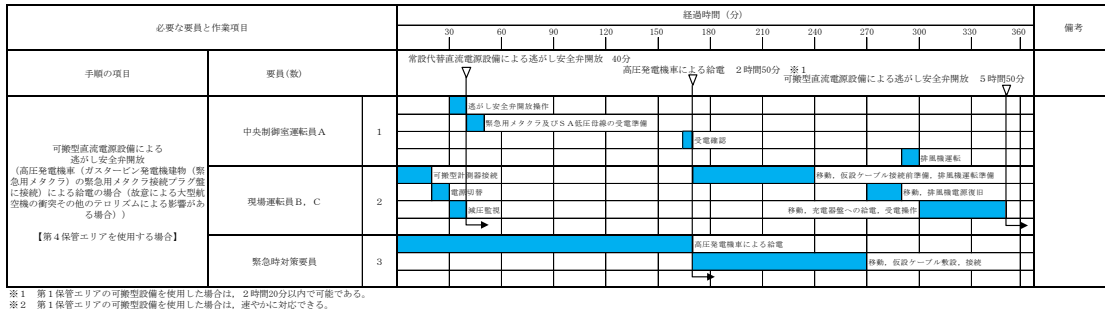 必要な要員と作業項目
経過時間（分）
備考
30 60 90 120 150 180 210 240 270 300 330 360
手順の項目
要員(数)
常設代替直流電源設備による逃がし安全弁開放 40分
高圧発電機車による給電 2時間50分 ※1
可搬型直流電源設備による逃がし安全弁開放 5時間50分
可搬型直流電源設備による
逃がし安全弁開放
(高圧発電機車（ガスタービン発電機建物（緊
急用メタクラ）の緊急用メタクラ接続プラグ盤
に接続）による給電の場合（故意による大型航
空機の衝突その他のテロリズムによる影響があ
る場合）)
【第4保管エリアを使用する場合】
中央制御室運転員A
1
逃がし安全弁開放操作
緊急用メタクラ及びSA低圧母線の受電準備
受電確認
排風機運転
現場運転員B，C
2
可搬型計測器接続
移動，仮設ケーブル接続前準備，排風機運転準備
電源切替
移動，排風機電源復旧
減圧監視
移動，充電器盤への給電，受電操作
緊急時対策要員
3
高圧発電機車による給電
移動，仮設ケーブル敷設，接続
※1 第1保管エリアの可搬型設備を使用した場合は，2時間20分以内で可能である。
※2 第1保管エリアの可搬型設備を使用した場合は，速やかに対応できる。